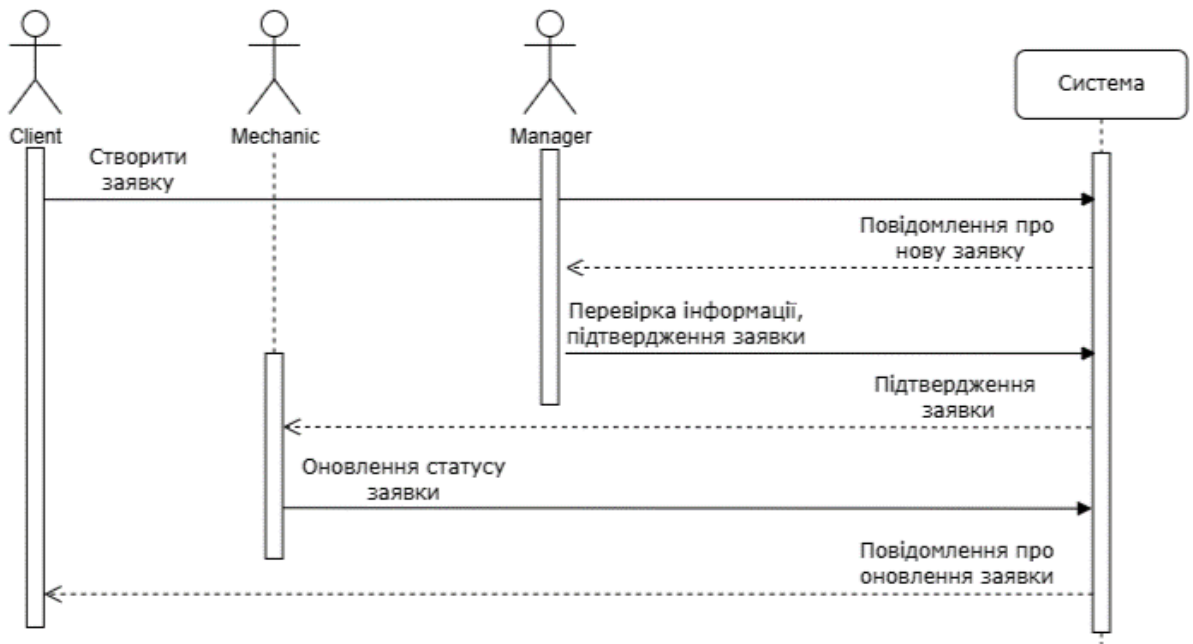 Система
Client
Mechanic
Manager
Створити
заявку
Повідомлення про
нову заявку
Перевірка інформації,
підтвердження заявки
Підтвердження
заявки
Оновлення статусу
заявки
Повідомлення про
оновлення заявки